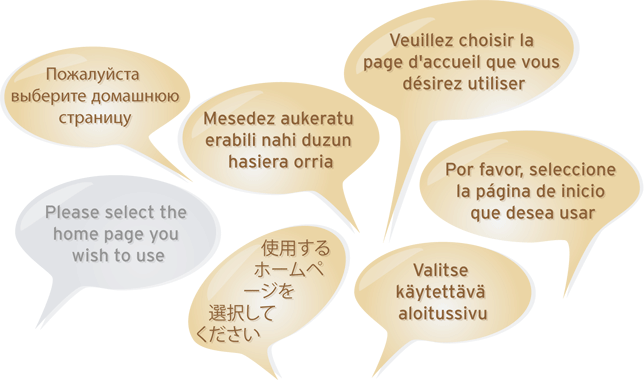 Пожалуйста
выберите домашнюю
страницу
Mesedez aukeratu
erabili nahi duzun
hasiera orria
Veuillez choisir la
page d'accueil que vous
désirez utiliser
Por favor, seleccione
la página de inicio
que desea usar
Please select the
home page you
wish to use
使用する
ホームペ
ージを
選択して
ください
Valitse
käytettävä
aloitussivu